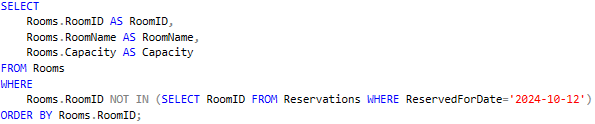 SELECT
Rooms.RoomID AS RoomID,
Rooms.RoomName AS RoomName,
Rooms.Capacity AS Capacity
FROM Rooms
WHERE
Rooms.RoomID NOT IN (SELECT RoomID FROM Reservations WHERE ReservedForDate='2024-10-12')
ORDER BY Rooms.RoomID;